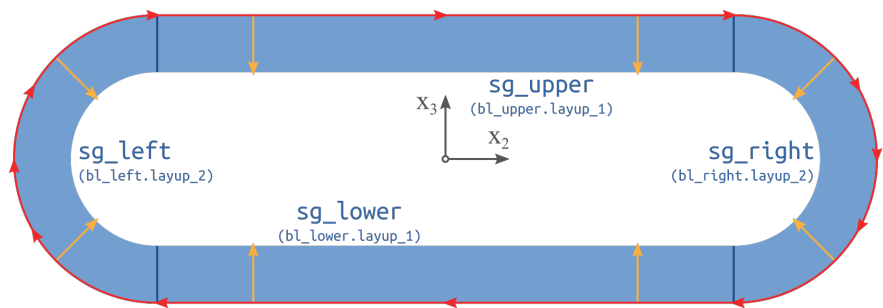 sg_upper
(bl_upper.layup_1)
x3
x2
sg_left
(bl_left.layup_2)
sg_right
(bl_right.layup_2)
sg_lower
(bl_lower.layup_1)